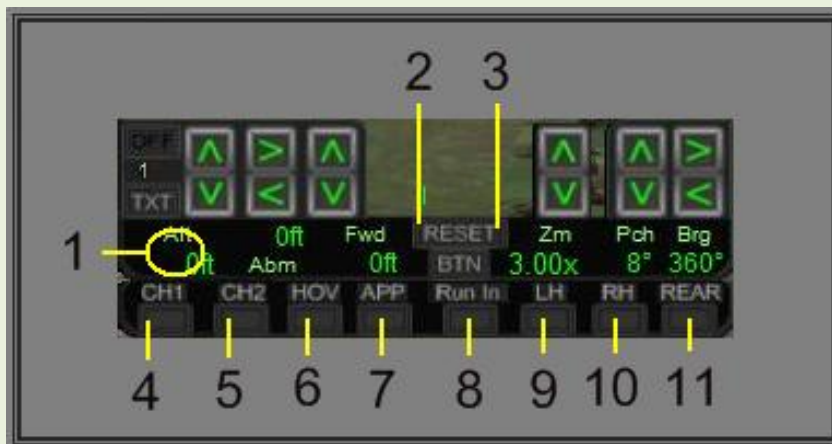 2 3
OFF
1
TXT
Alt 0ft Fwd RESET Zm Pch Brg
1 0ft Abm 0ft BTN 3.00x 8° 360°
CH1 CH2 HOV APP Run In LH RH REAR
4 5 6 7 8 9 10 11